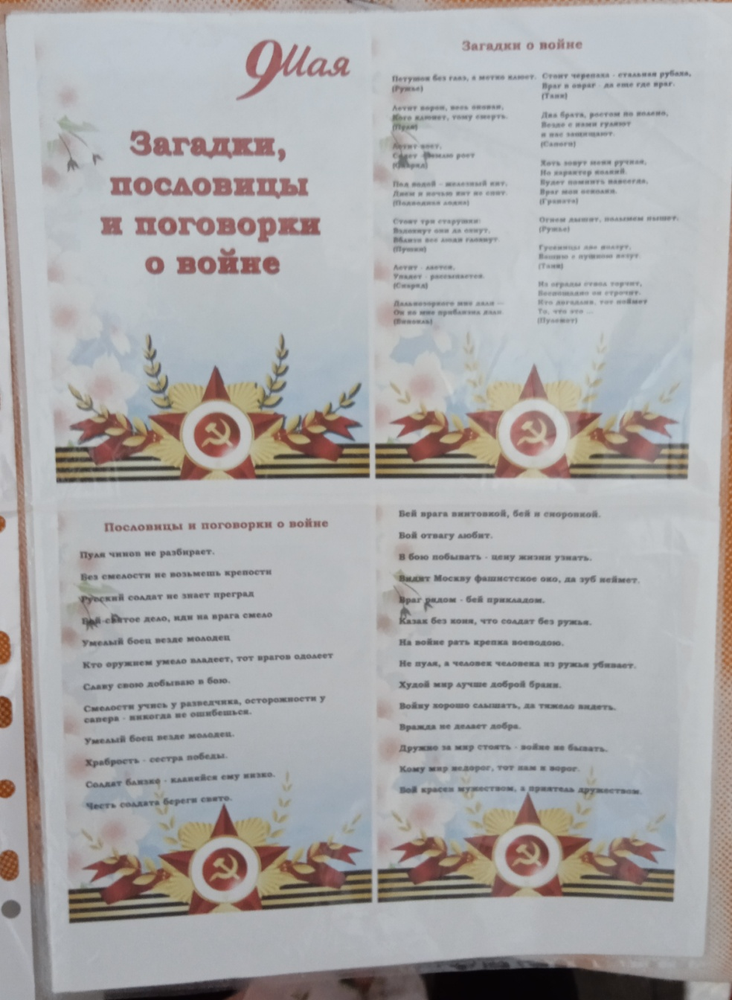 9 Мая
Загадки,
пословицы
и поговорки
о войне
Загадки о войне
Петушок без глаз, а метко клюет.
(Ружье)
Летит ворон, весь окован,
Кого клюнет, тому смерть.
(Пуля)
Летит воет,
Сядет - землю роет
(Снаряд)
Под водой - железный кит,
Днем и ночью кит не спит.
(Подводная лодка)
Стоят три старушки:
Вздохнут они да охнут,
Вблизи все люди глохнут.
(Пушки)
Летит - лается,
Упадет - рассыпается.
(Снаряд)
Дальнозоркого мне дали —
Он ко мне приблизил дали.
(Бинокль)
Стоит черепаха - стальная рубаха,
Враг в овраг - да еще где враг.
(Танк)
Два брата, ростом по колено,
Везде с нами гуляют
и нас защищают.
(Сапоги)
Хоть зовут меня ручная,
Но характер колкий.
Будет помнить навсегда,
Враг мои осколки.
(Граната)
Огнем дышит, полымем пышет.
(Ружье)
Гусеницы две ползут,
Башню с пушкою везут.
(Танк)
Из ограды ствол торчит,
Беспощадно он строчит.
Кто догадлив, тот поймет
То, что это ...
(Пулемет)
Пословицы и поговорки о войне
Пуля чинов не разбирает.
Без смелости не возьмешь крепости
Русский солдат не знает преград
Бой-святое дело, иди на врага смело
Умелый боец везде молодец
Кто оружием умело владеет, тот врагов одолеет
Славу свою добываю в бою.
Смелости учись у разведчика, осторожности у
сапера - никогда не ошибешься.
Умелый боец везде молодец.
Храбрость - сестра победы.
Солдат близко - кланяйся ему низко.
Честь солдата береги свято.
Бей врага винтовкой, бей и сноровкой.
Бой отвагу любит.
В бою побывать - цену жизни узнать.
Видит Москву фашистское око, да зуб неймет.
Враг рядом - бей прикладом.
Казак без коня, что солдат без ружья.
На войне рать крепка воеводою.
Не пуля, а человек человека из ружья убивает.
Худой мир лучше доброй брани.
Войну хорошо слышать, да тяжело видеть.
Вражда не делает добра.
Дружно за мир стоять - войне не бывать.
Кому мир недорог, тот нам и ворог.
Бой красен мужеством, а приятель дружеством.